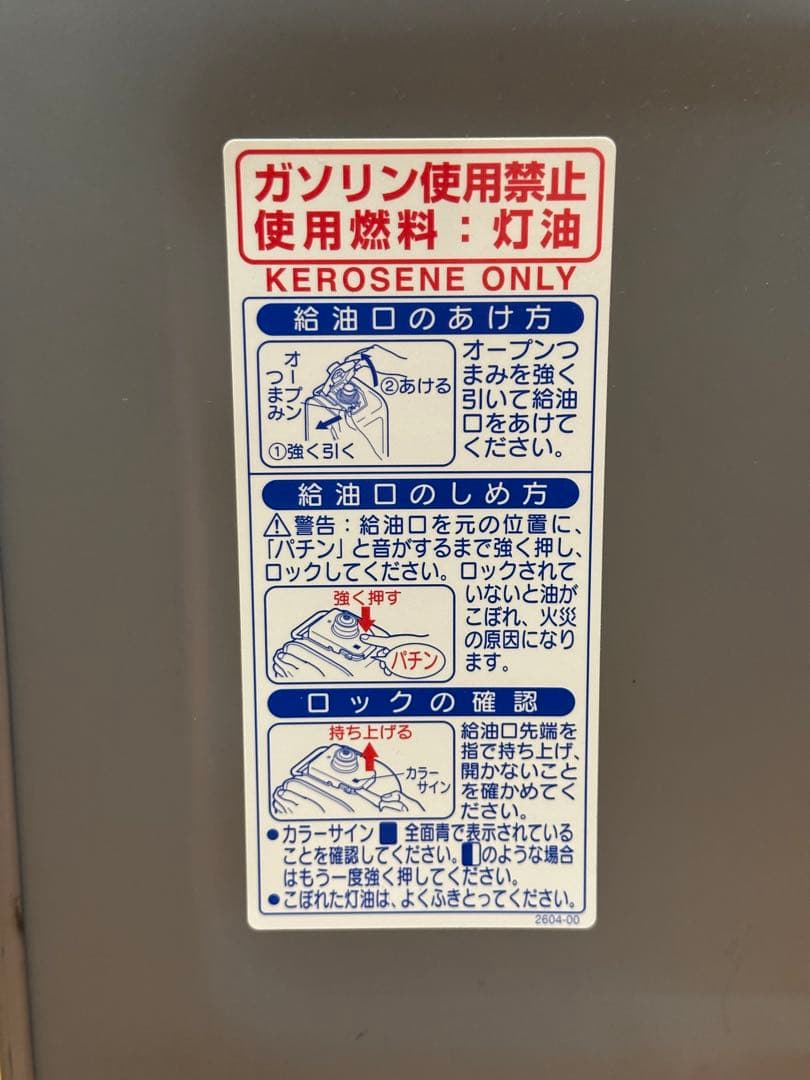 ガソリン使用禁止
使用燃料：灯油
KEROSENE ONLY
給油口のあけ方
オープン
つまみ
②あける
①強く引く
オープンつ
まみを強く
引いて給油
口をあけて
ください。
給油口のしめ方
⚠警告：給油口を元の位置に、
「パチン」と音がするまで強く押し、
ロックしてください。ロックされて
いないと油が
こぼれ、火災
の原因になり
ます。
強く押す
パチン
ロックの確認
持ち上げる
カラー
サイン
給油口先端を
指で持ち上げ、
開かないこと
を確かめてく
ださい。
●カラーサイン 全面青で表示されている
ことを確認してください。のような場合
はもう一度強く押してください。
●こぼれた灯油は、よくふきとってください。
2604-00